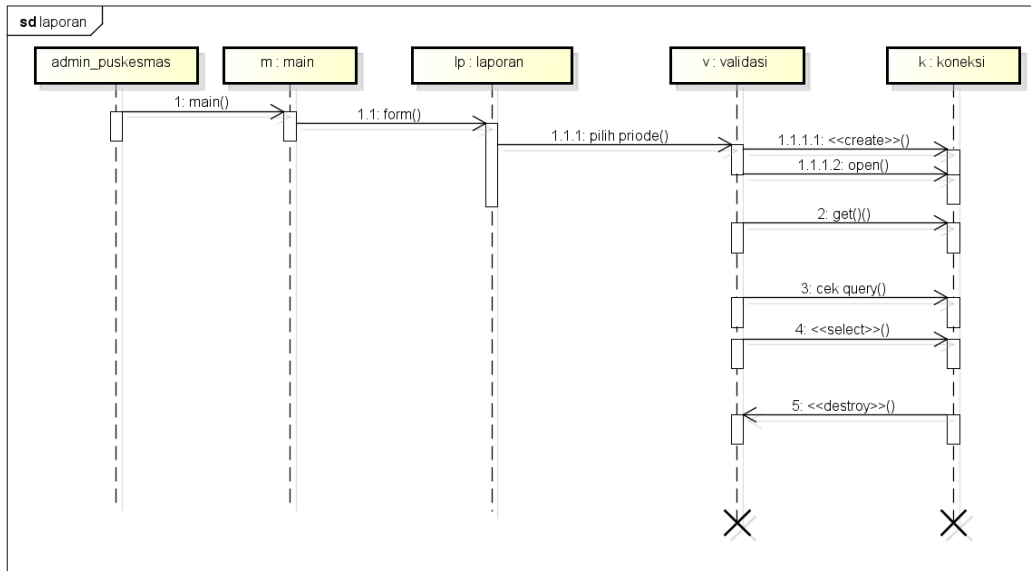 sd laporan
admin_puskesmas
m : main
lp : laporan
v : validasi
k : koneksi
1: main()
1.1: form()
1.1.1: pilih priode()
1.1.1.1: <<create>>()
1.1.1.2: open()
2: get()()
3: cek query()
4: <<select>>()
5: <<destroy>>()